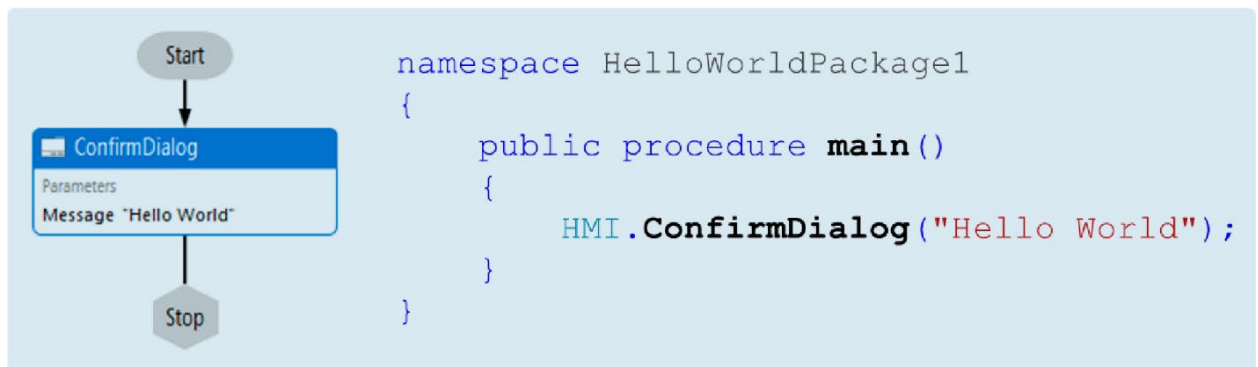 Start
ConfirmDialog
Parameters
Message "Hello World"
Stop
namespace HelloWorldPackage1
{
public procedure main()
{
HMI.ConfirmDialog("Hello World");
}
}